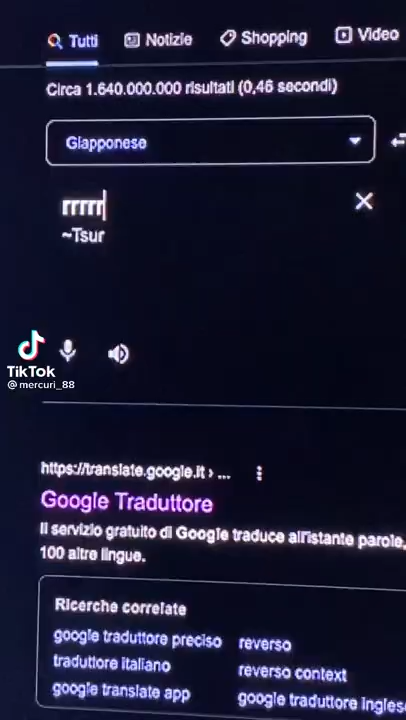 Tutti Notizie Shopping Video
Circa 1.640.000.000 risultati (0,46 secondi)
Giapponese
rrrrr
~Tsur
TikTok
@mercuri_88
https://translate.google.it › ...
Google Traduttore
Il servizio gratuito di Google traduce all'istante parole,
100 altre lingue.
Ricerche correlate
google traduttore preciso reverso
traduttore italiano reverso context
google translate app google traduttore ingles